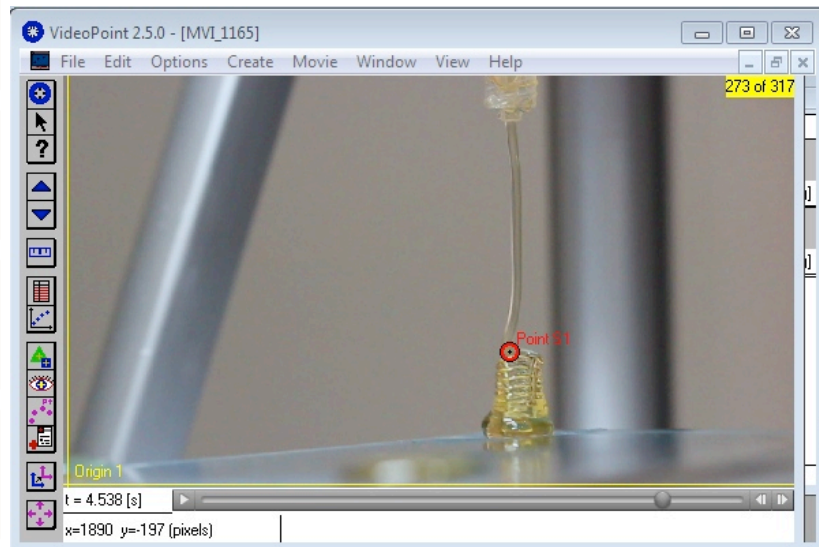 VideoPoint 2.5.0 - [MVI_1165]
File Edit Options Create Movie Window View Help
273 of 317
Point S1
Origin 1
t = 4.538 [s]
x=1890 y=-197 (pixels)